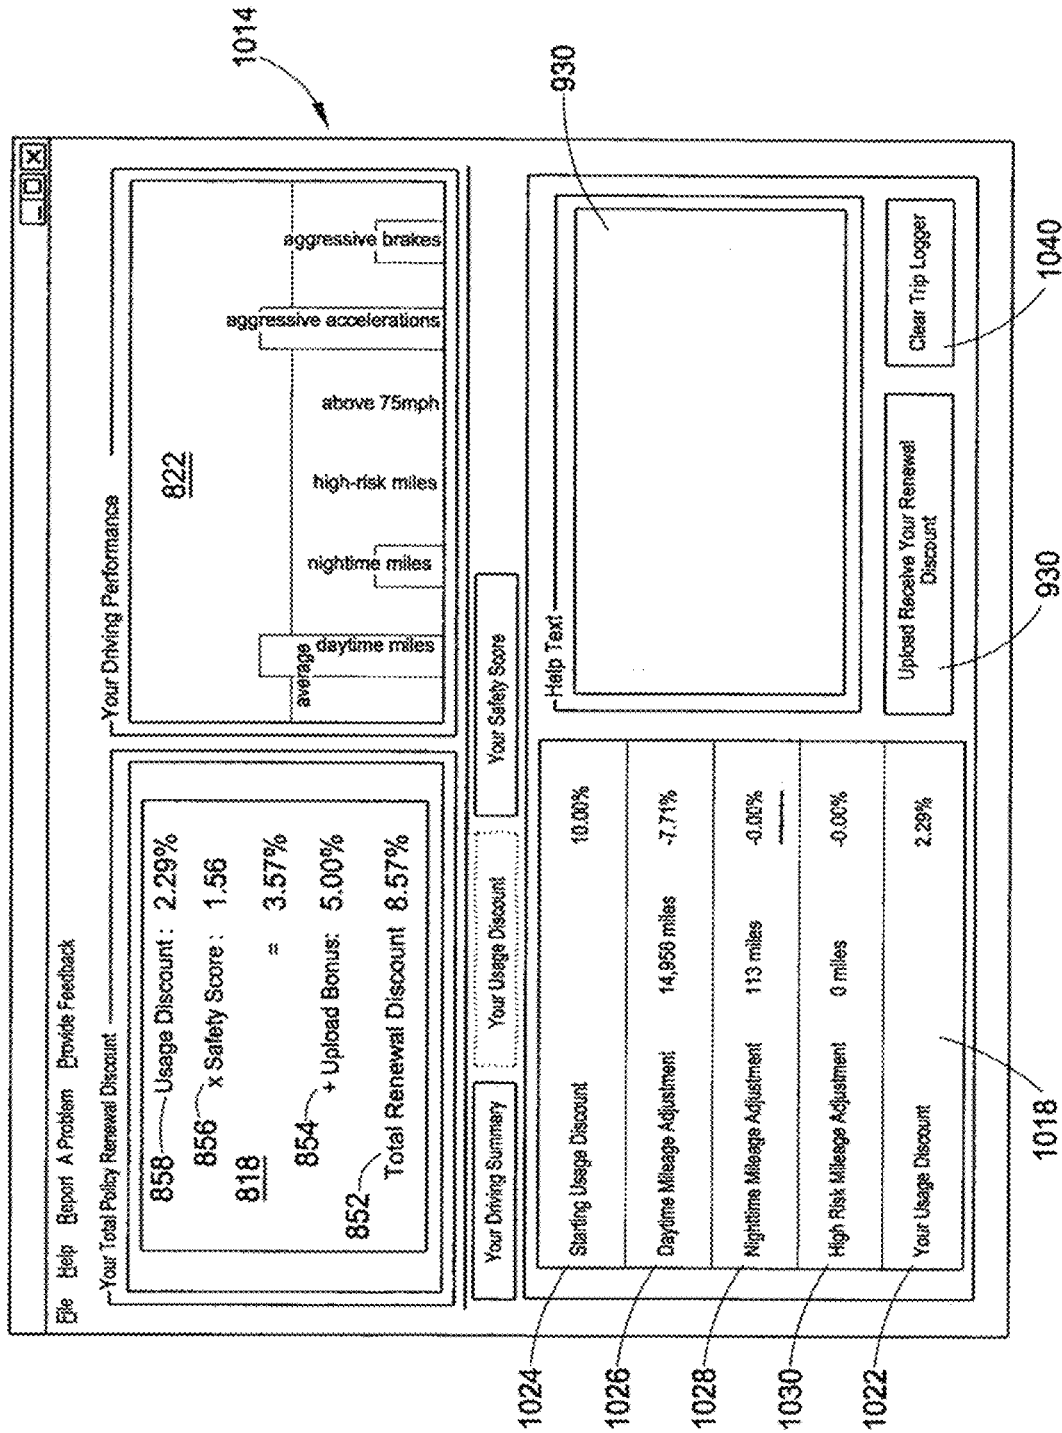 1014
File Help Report A Problem Provide Feedback
Your Total Policy Renewal Discount
858 Usage Discount : 2.29%
856 x Safety Score : 1.56
818 = 3.57%
854 + Upload Bonus: 5.00%
852 Total Renewal Discount 8.57%
Your Driving Performance
822
average
daytime miles
nightime miles
high-risk miles
above 75mph
aggressive accelerations
aggressive brakes
Your Driving Summary
Your Usage Discount
Your Safety Score
1024 Starting Usage Discount 10.00%
1026 Daytime Mileage Adjustment 14,950 miles -7.71%
1028 Nighttime Mileage Adjustment 113 miles -0.00%
1030 High Risk Mileage Adjustment 0 miles -0.00%
1022 Your Usage Discount 2.29%
1018
Help Text
930
Upload Receive Your Renewal
Discount
930
Clear Trip Logger
1040